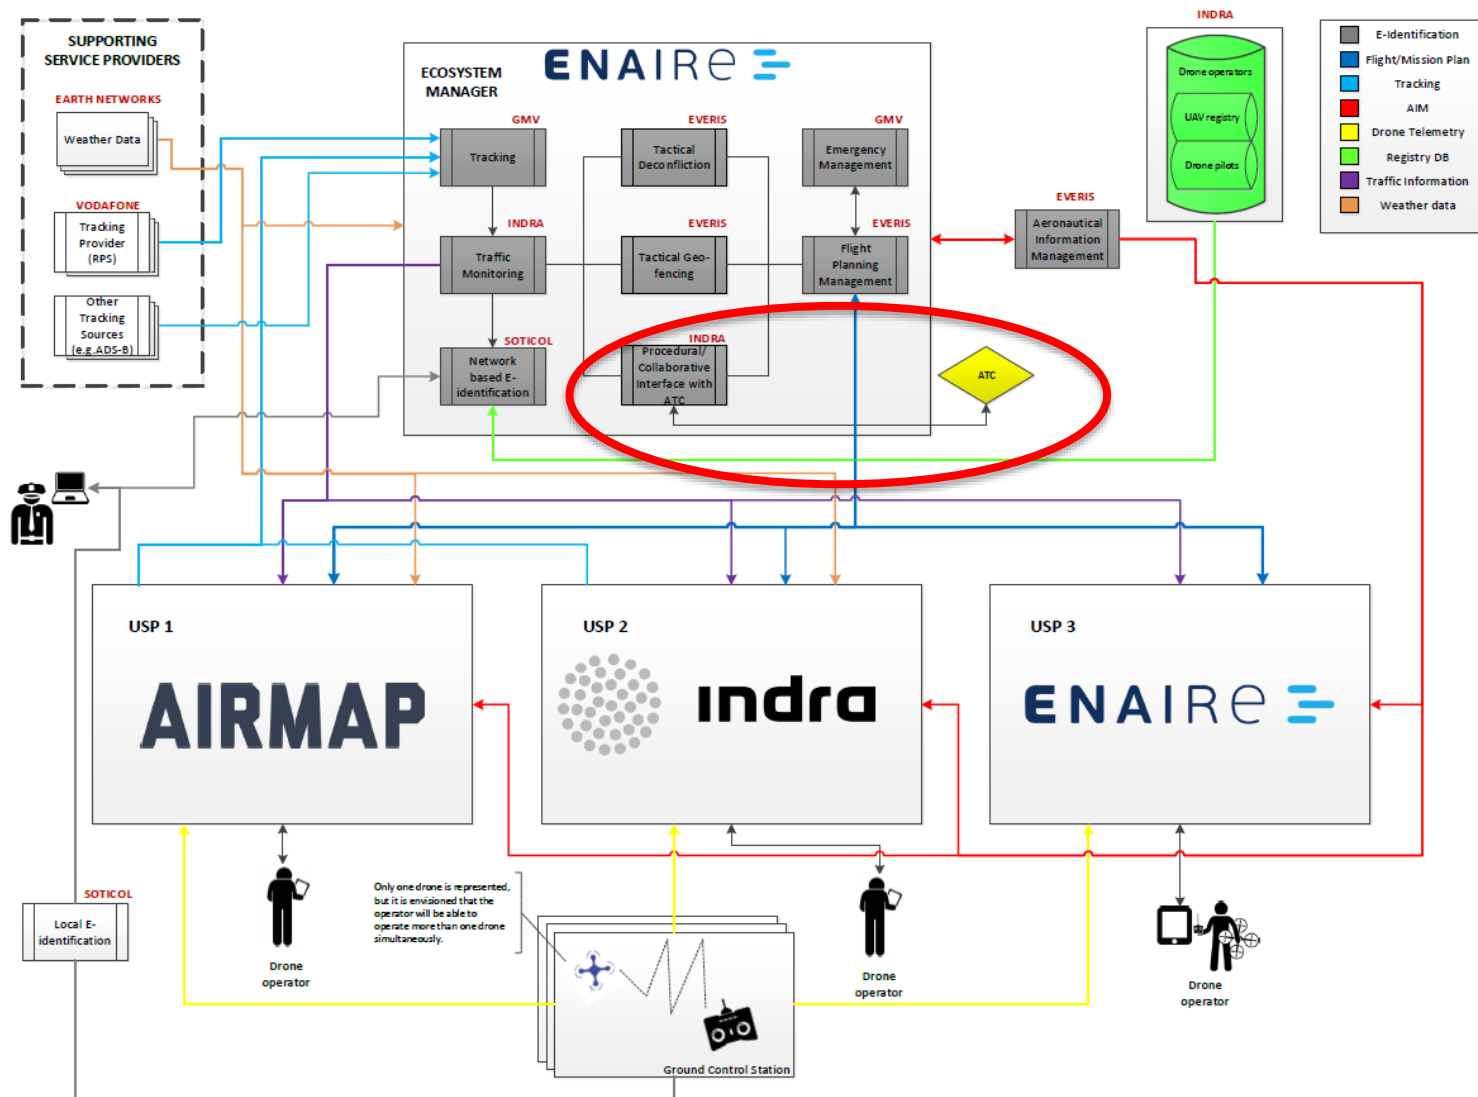 SUPPORTING
SERVICE PROVIDERS
EARTH NETWORKS
Weather Data
VODAFONE
Tracking
Provider
(RPS)
Other
Tracking
Sources
(e.g.ADS-B)
ECOSYSTEM
MANAGER
ENAIRe
GMV
Tracking
EVERIS
Tactical
Deconfliction
GMV
Emergency
Management
INDRA
Traffic
Monitoring
EVERIS
Tactical Geo-
fencing
EVERIS
Flight
Planning
Management
SOTICOL
Network
based E-
identification
INDRA
Procedural/
Collaborative
Interface with
ATC
ATC
EVERIS
Aeronautical
Information
Management
INDRA
Drone operators
UAV registry
Drone pilots
E-Identification
Flight/Mission Plan
Tracking
AIM
Drone Telemetry
Registry DB
Traffic Information
Weather data
USP 1
AIRMAP
USP 2
indra
USP 3
ENAIRe
SOTICOL
Local E-
identification
Drone
operator
Only one drone is represented,
but it is envisioned that the
operator will be able to
operate more than one drone
simultaneously.
Ground Control Station
Drone
operator
Drone
operator